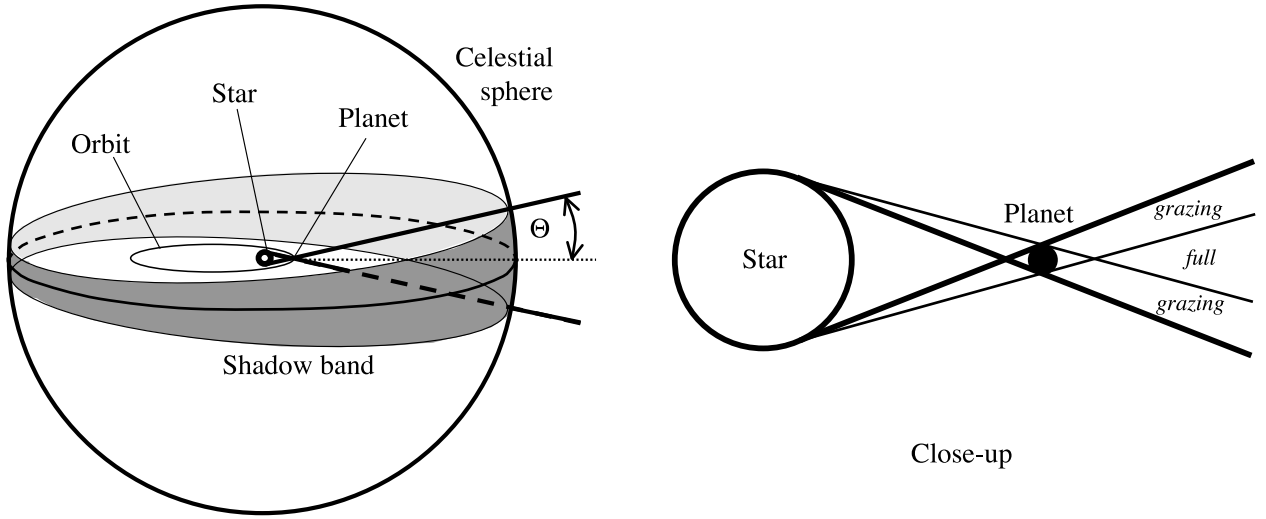 Celestial
sphere
Star
Planet
Orbit
Θ
Shadow band
Planet
grazing
Star
full
grazing
Close-up